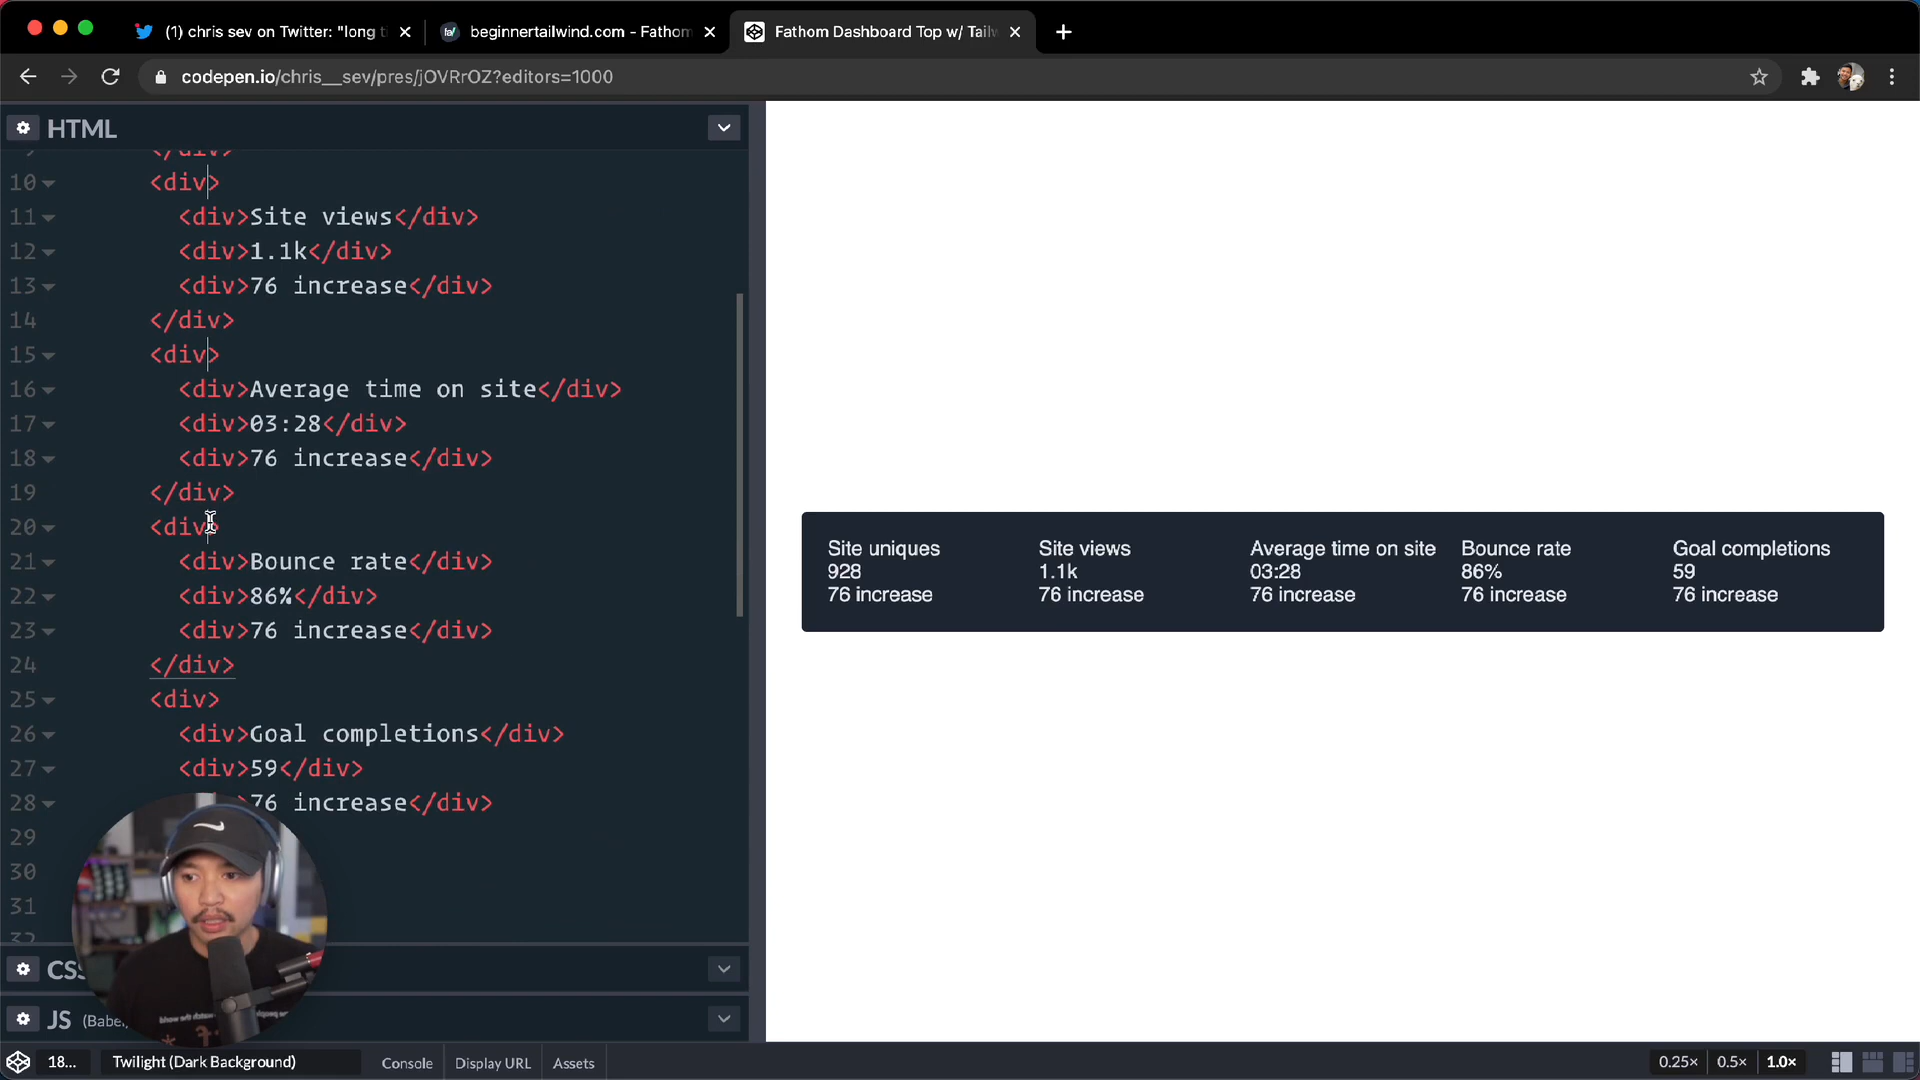 (1) chris sev on Twitter: "long t
beginnertailwind.com - Fathom
Fathom Dashboard Top w/ Tailw
codepen.io/chris__sev/pres/jOVRrOZ?editors=1000
HTML
9 </div>
10 <div>
11 <div>Site views</div>
12 <div>1.1k</div>
13 <div>76 increase</div>
14 </div>
15 <div>
16 <div>Average time on site</div>
17 <div>03:28</div>
18 <div>76 increase</div>
19 </div>
20 <div>
21 <div>Bounce rate</div>
22 <div>86%</div>
23 <div>76 increase</div>
24 </div>
25 <div>
26 <div>Goal completions</div>
27 <div>59</div>
28 >76 increase</div>
29
30
31
32
CSS
JS (Babel)
18...
Twilight (Dark Background)
Console
Display URL
Assets
Site uniques
928
76 increase
Site views
1.1k
76 increase
Average time on site
03:28
76 increase
Bounce rate
86%
76 increase
Goal completions
59
76 increase
0.25×
0.5×
1.0×